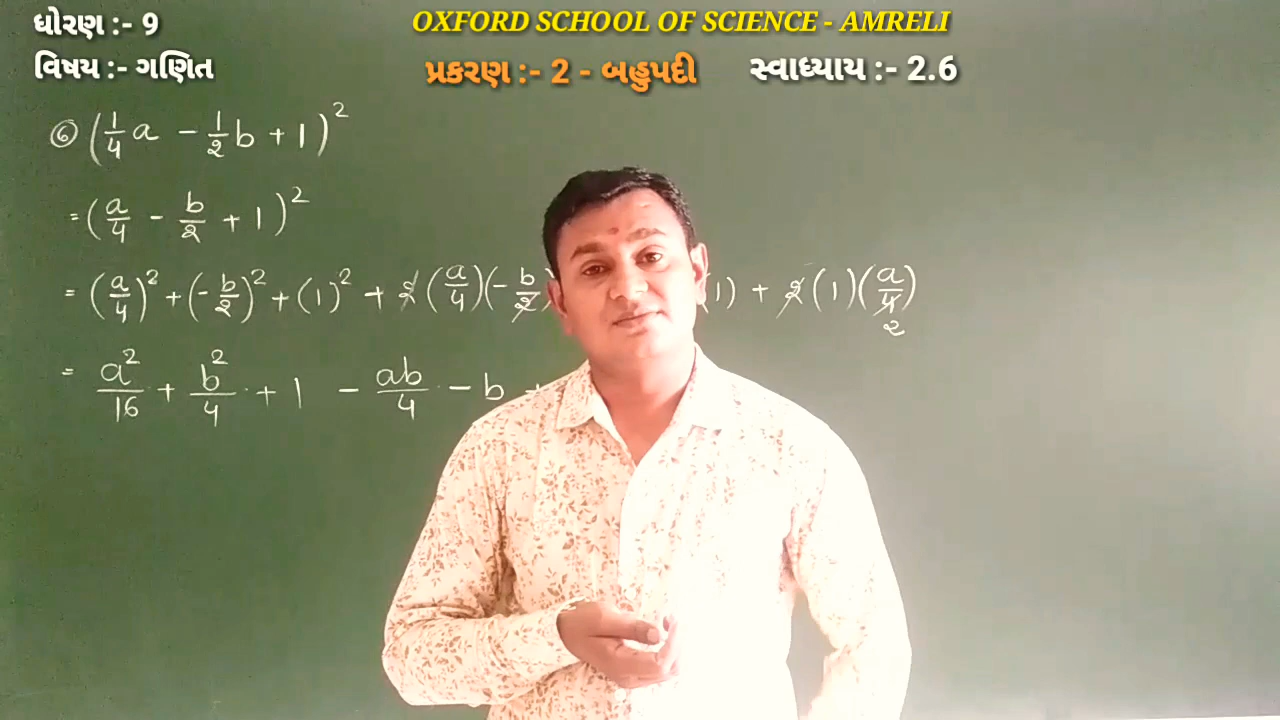 ધોરણ :- 9
OXFORD SCHOOL OF SCIENCE - AMRELI
વિષય :- ગણિત
પ્રકરણ :- 2 - બહુપદી
સ્વાધ્યાય :- 2.6
⑥ (1/4 a - 1/2 b + 1)²
= (a/4 - b/2 + 1)²
= (a/4)² + (-b/2)² + (1)² + 2(a/4)(-b/2) 1) + 2(1)(a/4) 2
= a²/16 + b²/4 + 1 - ab/4 - b +